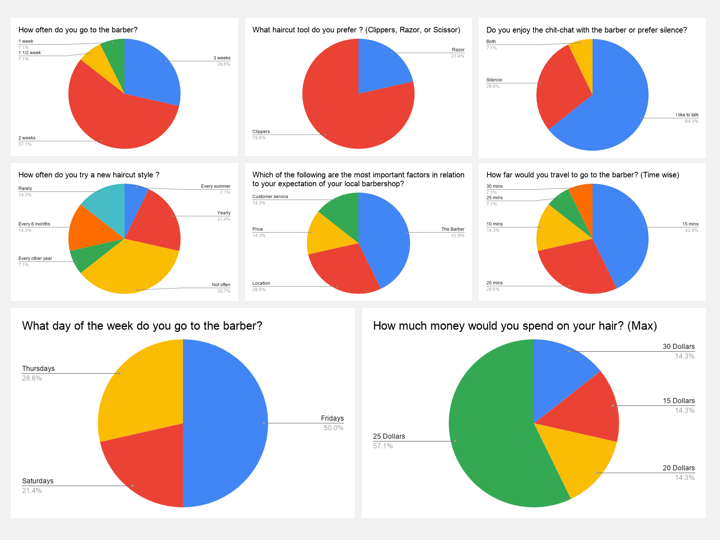 How often do you go to the barber?
1 week
7.1%
1 1/2 week
7.1%
3 weeks
28.6%
2 weeks
57.1%
What haircut tool do you prefer ? (Clippers, Razor, or Scissor)
Razor
21.4%
Clippers
78.6%
Do you enjoy the chit-chat with the barber or prefer silence?
Both
7.1%
Silence
28.6%
I like to talk
64.3%
How often do you try a new haircut style ?
Rarely
14.3%
Every summer
7.1%
Yearly
21.4%
Every 6 months
14.3%
Every other year
7.1%
Not often
35.7%
Which of the following are the most important factors in relation
to your expectation of your local barbershop?
Customer service
14.3%
Price
14.3%
The Barber
42.9%
Location
28.6%
How far would you travel to go to the barber? (Time wise)
30 mins
7.1%
25 mins
7.1%
10 mins
14.3%
15 mins
42.9%
20 mins
28.6%
What day of the week do you go to the barber?
Thursdays
28.6%
Fridays
50.0%
Saturdays
21.4%
How much money would you spend on your hair? (Max)
30 Dollars
14.3%
15 Dollars
14.3%
25 Dollars
57.1%
20 Dollars
14.3%